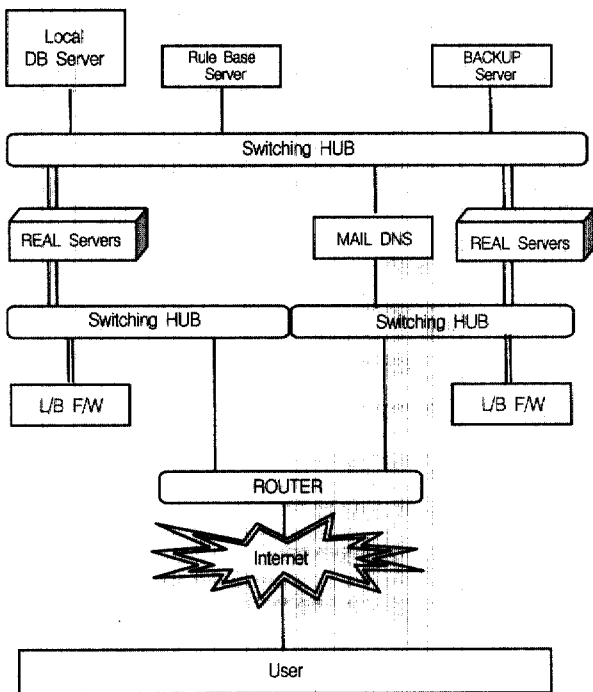 Local
DB Server
Rule Base
Server
BACKUP
Server
Switching HUB
REAL Servers
MAIL DNS
REAL Servers
Switching HUB
Switching HUB
L/B F/W
L/B F/W
ROUTER
Internet
User